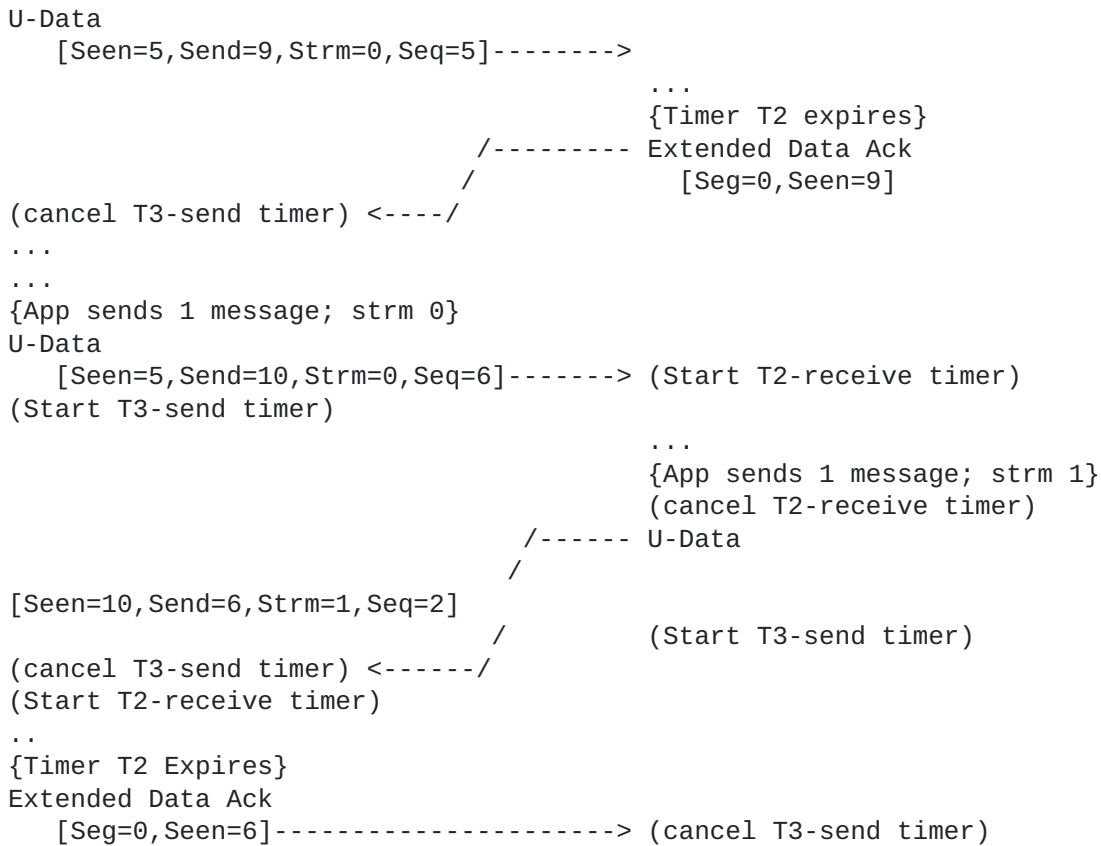 U-Data
   [Seen=5,Send=9,Strm=0,Seq=5]-------->
                                         ...
                                         {Timer T2 expires}
                              /--------- Extended Data Ack
                             /             [Seg=0,Seen=9]
(cancel T3-send timer) <----/
...
...
{App sends 1 message; strm 0}
U-Data
   [Seen=5,Send=10,Strm=0,Seq=6]-------> (Start T2-receive timer)
(Start T3-send timer)
                                         ...
                                         {App sends 1 message; strm 1}
                                         (cancel T2-receive timer)
                                 /------ U-Data
                                /
[Seen=10,Send=6,Strm=1,Seq=2]
                               /         (Start T3-send timer)
(cancel T3-send timer) <------/
(Start T2-receive timer)
..
{Timer T2 Expires}
Extended Data Ack
   [Seg=0,Seen=6]----------------------> (cancel T3-send timer)